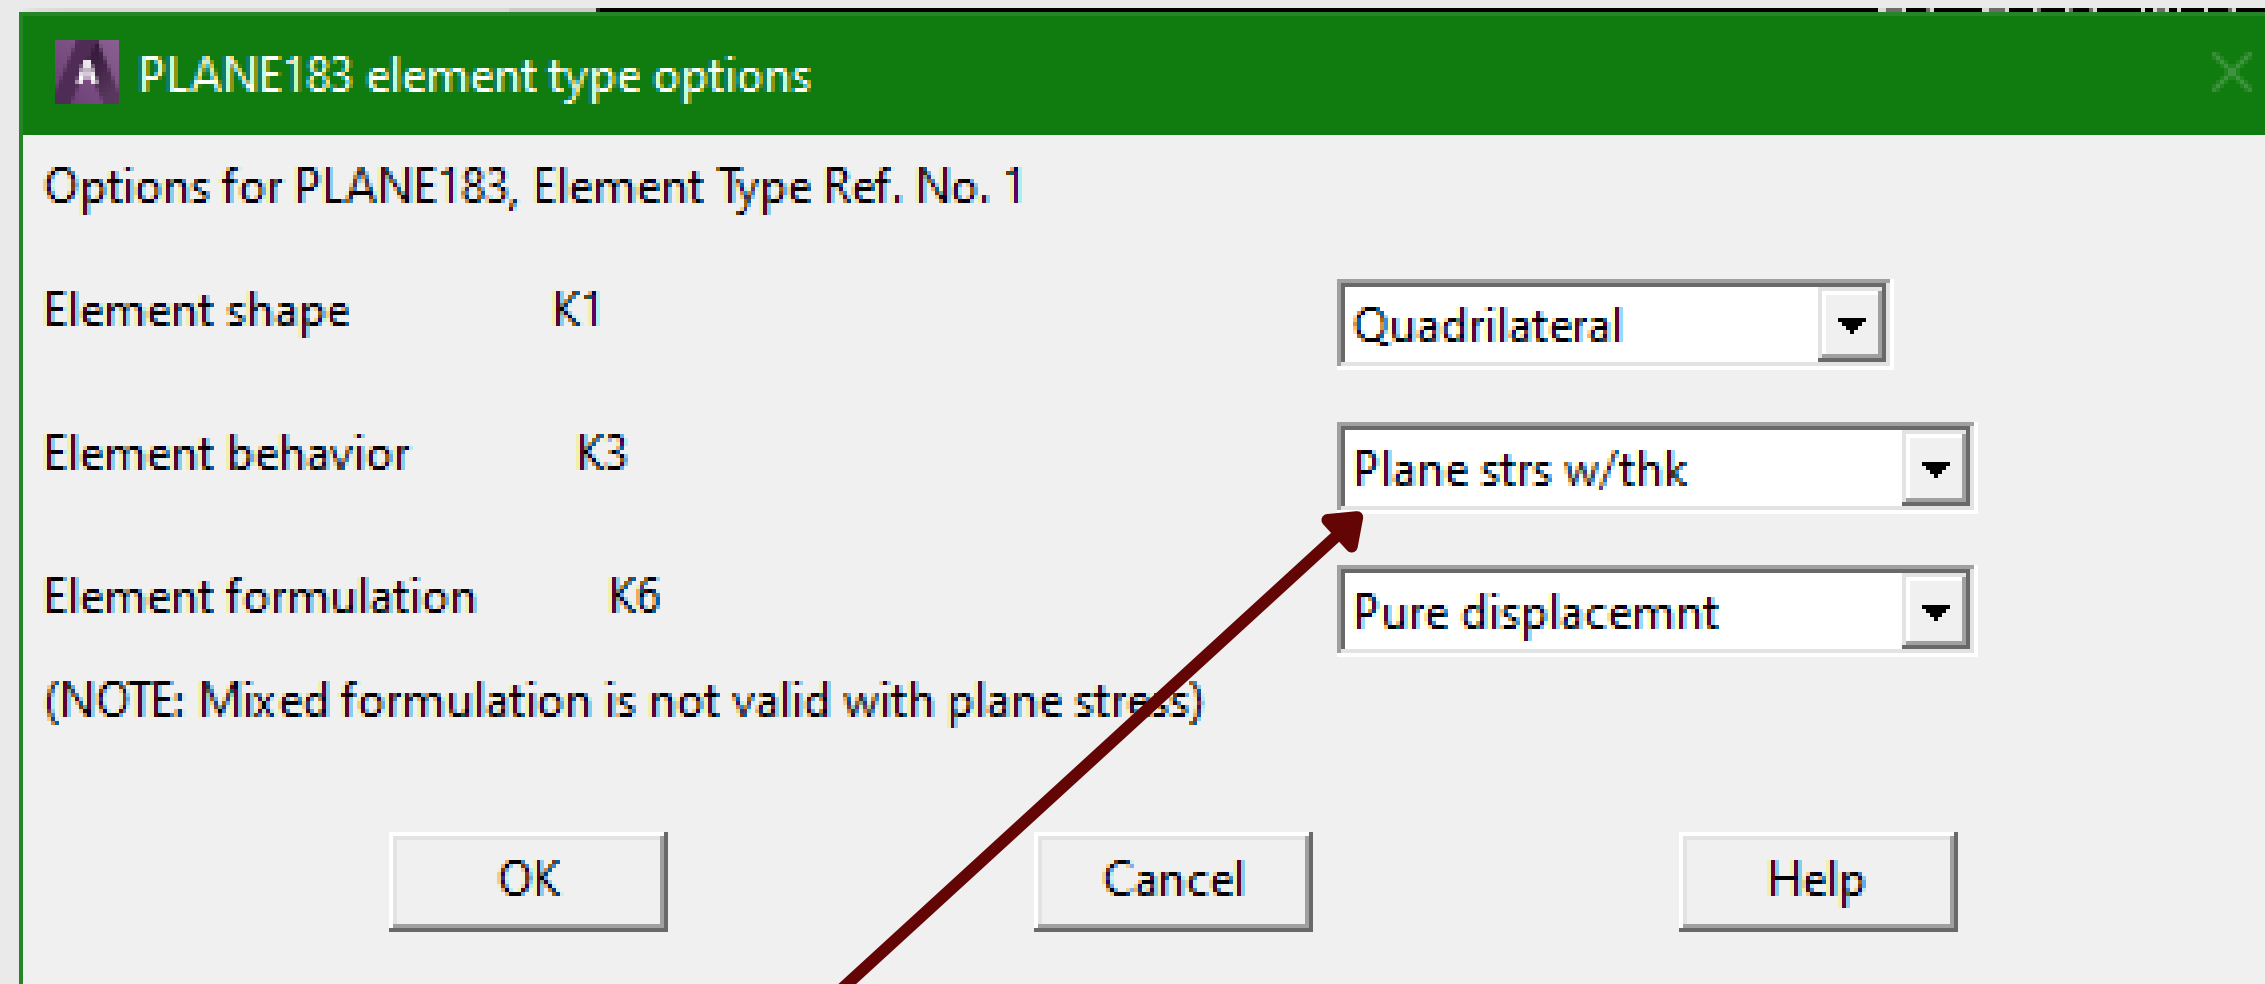 A PLANE183 element type options
Options for PLANE183, Element Type Ref. No. 1
Element shape K1 Quadrilateral
Element behavior K3 Plane strs w/thk
Element formulation K6 Pure displacemnt
(NOTE: Mixed formulation is not valid with plane stress)
OK Cancel Help